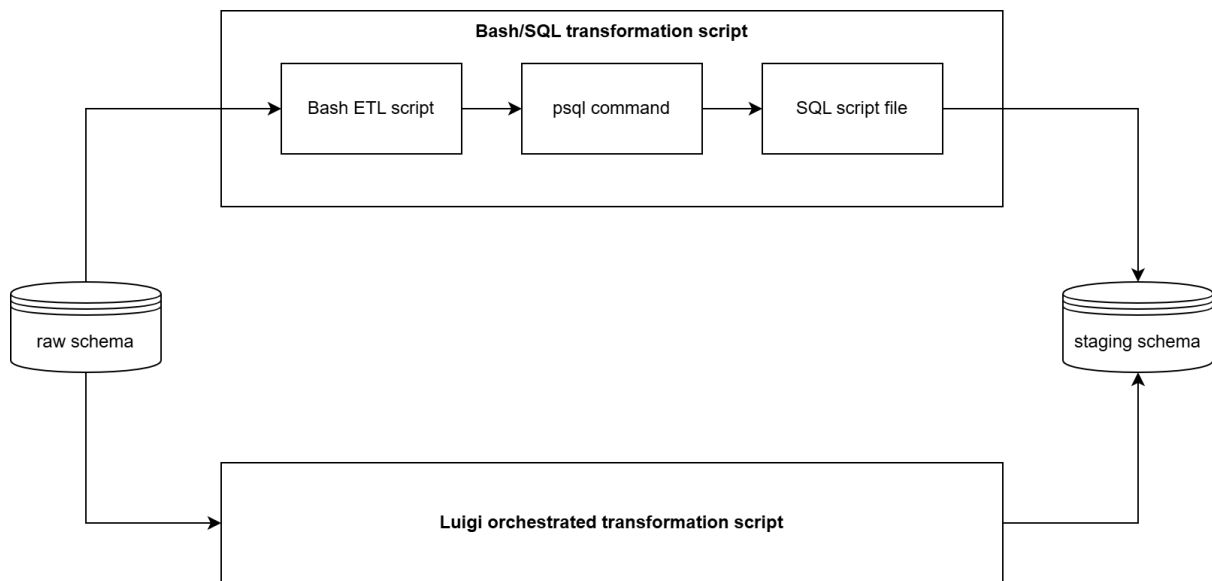 Bash/SQL transformation script
Bash ETL script
psql command
SQL script file
raw schema
staging schema
Luigi orchestrated transformation script